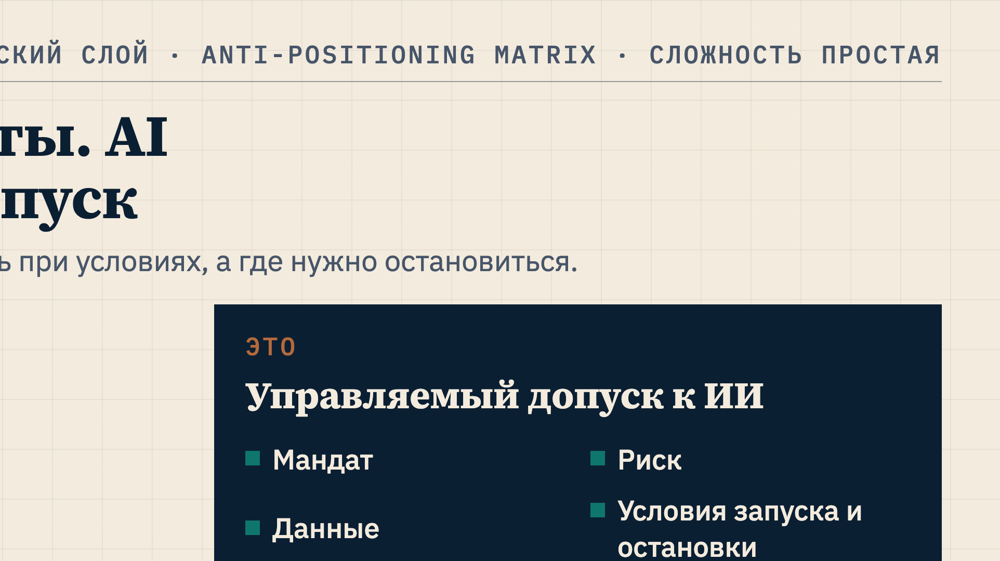 СКИЙ СЛОЙ · ANTI-POSITIONING MATRIX · СЛОЖНОСТЬ ПРОСТАЯ
ты. AI
пуск
ь при условиях, а где нужно остановиться.
ЭТО
Управляемый допуск к ИИ
Мандат
Риск
Данные
Условия запуска и
остановки